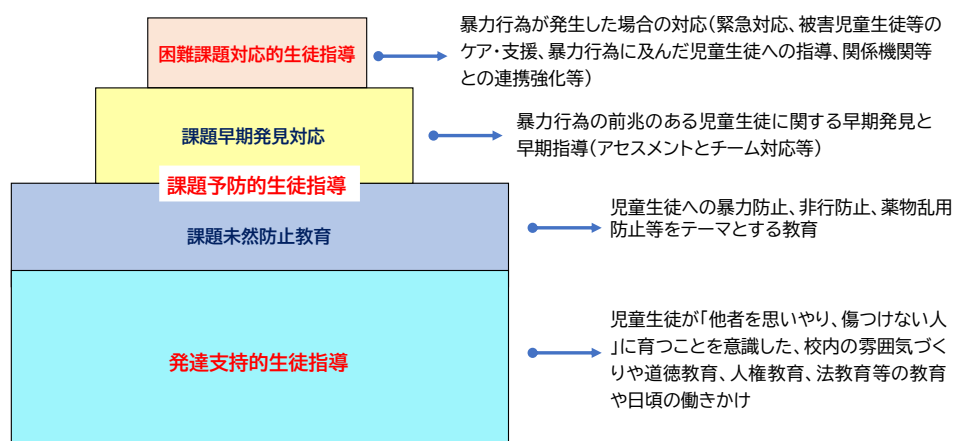 困難課題対応的生徒指導
暴力行為が発生した場合の対応（緊急対応、被害児童生徒等の
ケア・支援、暴力行為に及んだ児童生徒への指導、関係機関等
との連携強化等）
課題早期発見対応
暴力行為の前兆のある児童生徒に関する早期発見と
早期指導（アセスメントとチーム対応等）
課題予防的生徒指導
課題未然防止教育
児童生徒への暴力防止、非行防止、薬物乱用
防止等をテーマとする教育
発達支持的生徒指導
児童生徒が「他者を思いやり、傷つけない人
」に育つことを意識した、校内の雰囲気づく
りや道徳教育、人権教育、法教育等の教育
や日頃の働きかけ